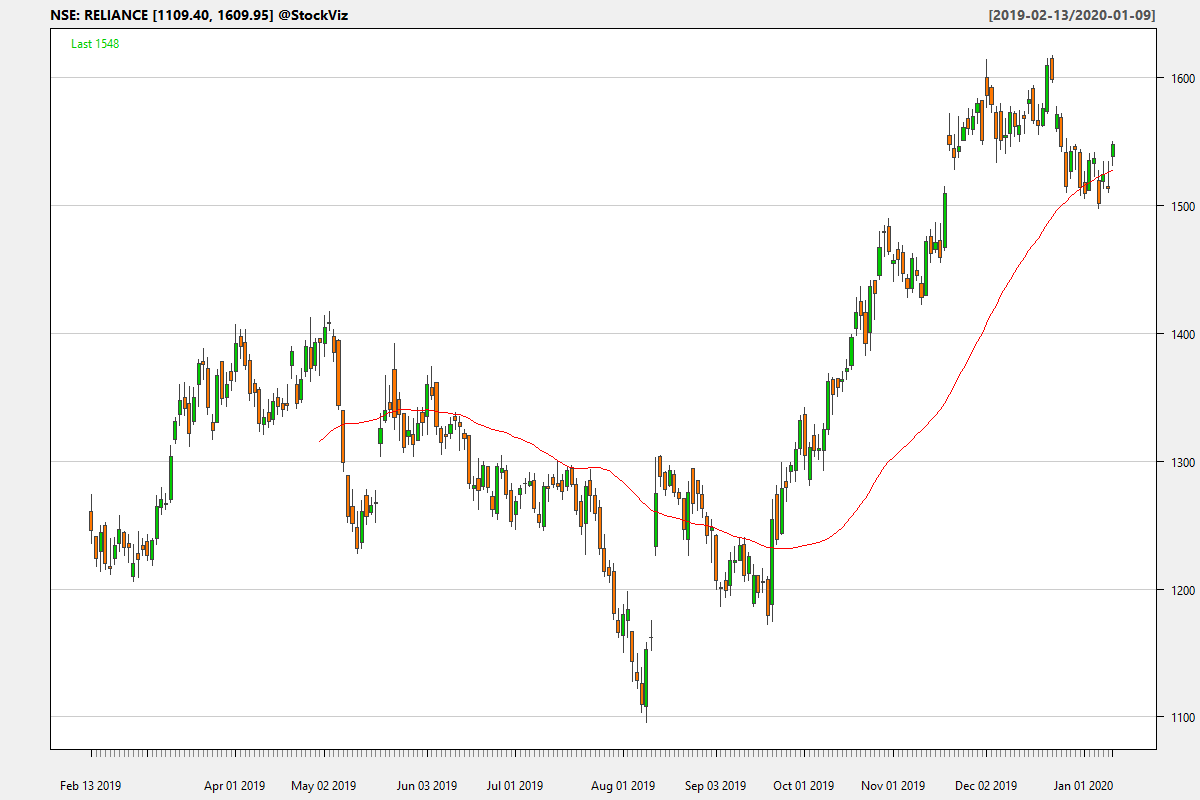 NSE: RELIANCE [1109.40, 1609.95] @StockViz
[2019-02-13/2020-01-09]
Last 1548
1600
1500
1400
1300
1200
1100
Feb 13 2019
Apr 01 2019
May 02 2019
Jun 03 2019
Jul 01 2019
Aug 01 2019
Sep 03 2019
Oct 01 2019
Nov 01 2019
Dec 02 2019
Jan 01 2020